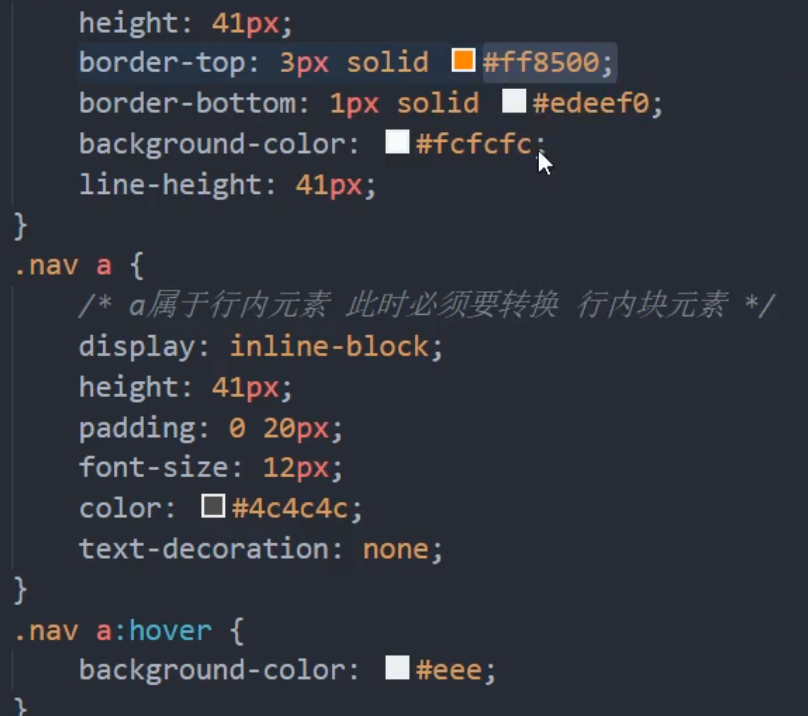 height: 41px;
border-top: 3px solid #ff8500;
border-bottom: 1px solid #edeef0;
background-color: #fcfcfc;
line-height: 41px;
}
.nav a {
/* a属于行内元素 此时必须要转换 行内块元素 */
display: inline-block;
height: 41px;
padding: 0 20px;
font-size: 12px;
color: #4c4c4c;
text-decoration: none;
}
.nav a:hover {
background-color: #eee;
}